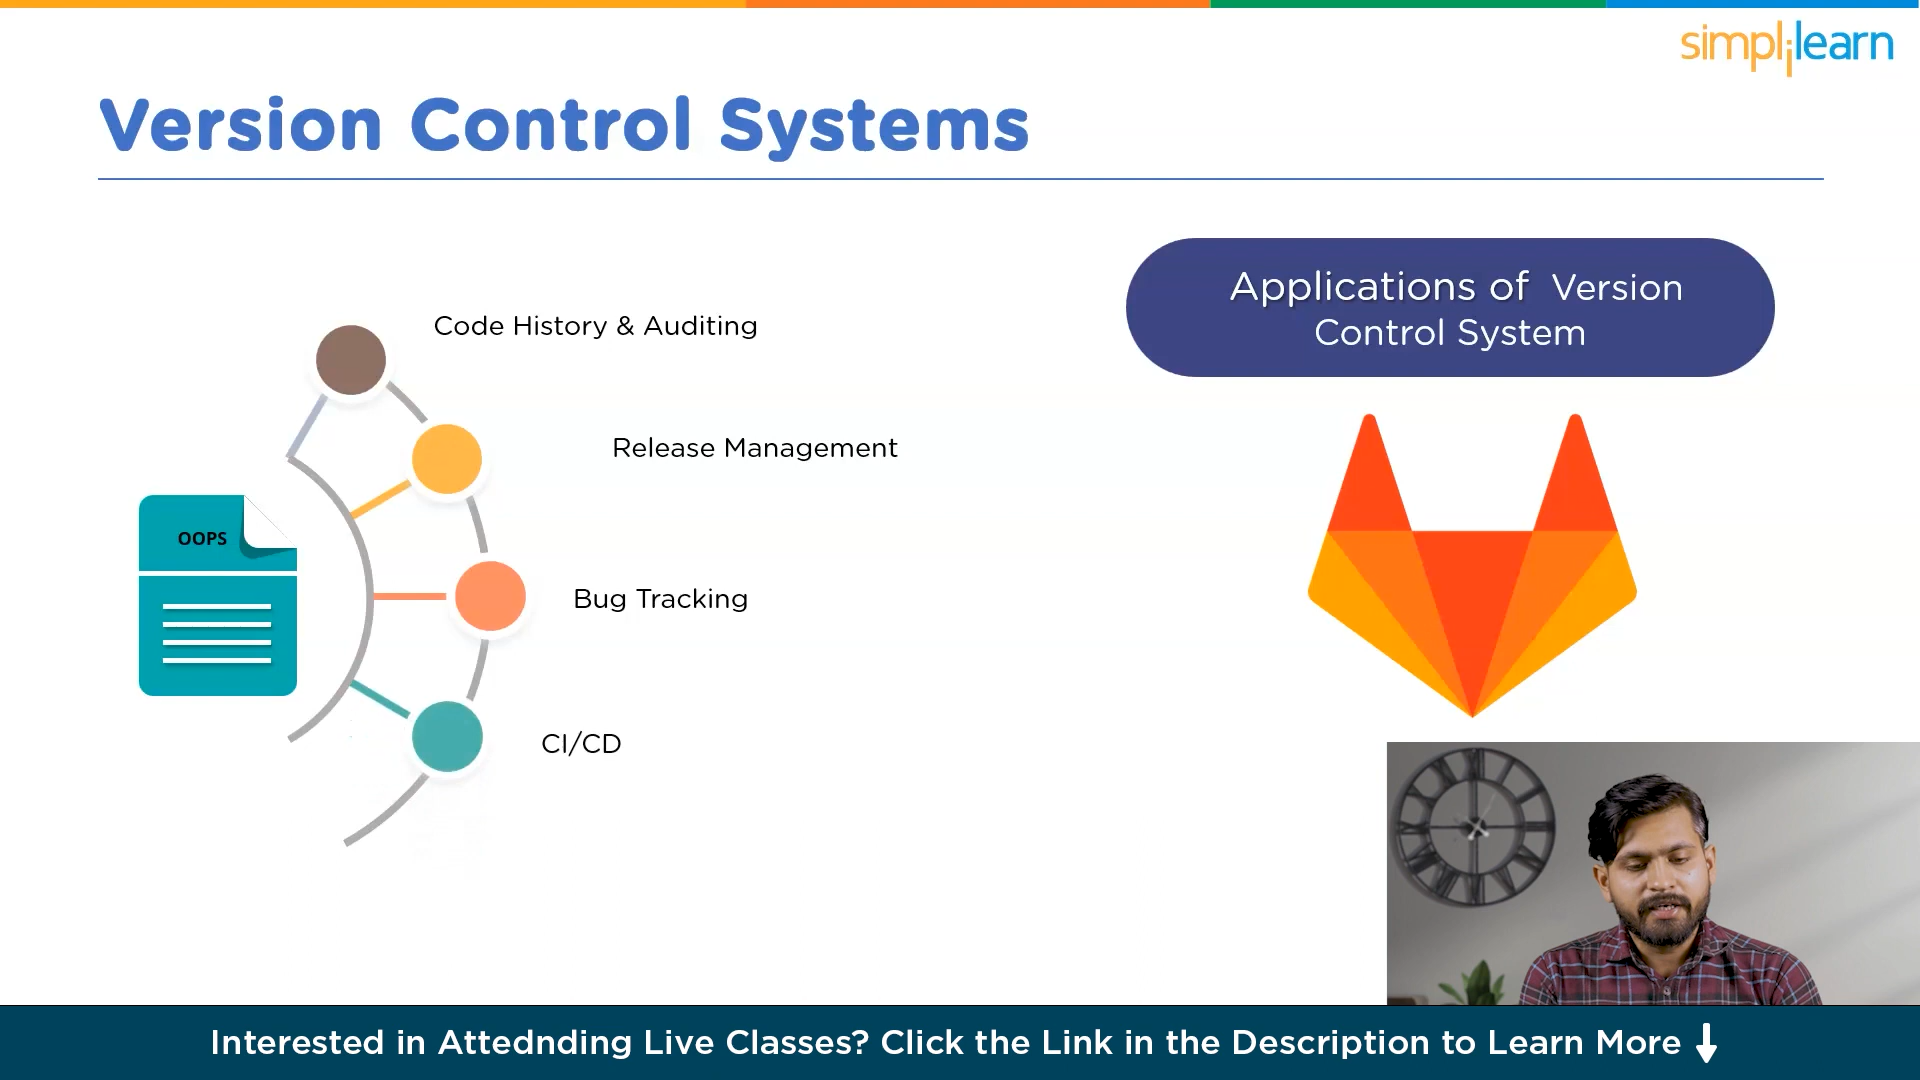 simplilearn
Version Control Systems
Applications of Version
Control System
Code History & Auditing
Release Management
OOPS
Bug Tracking
CI/CD
Interested in Attednding Live Classes? Click the Link in the Description to Learn More